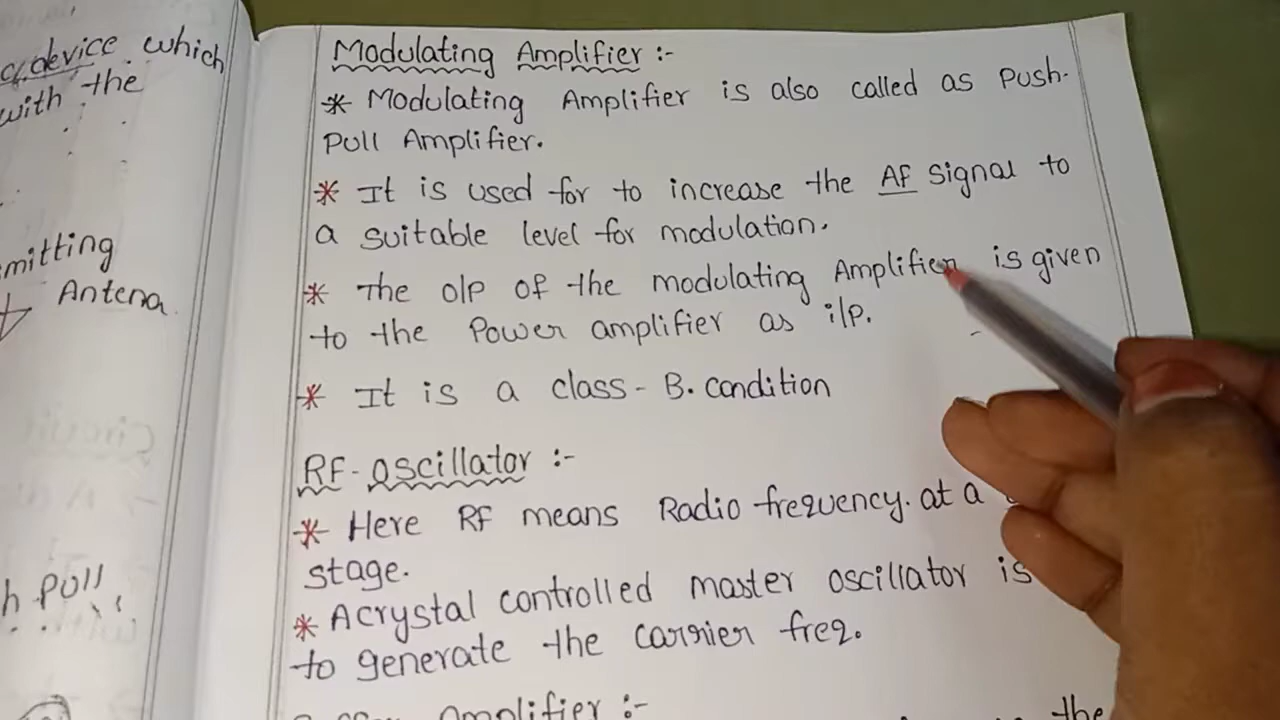 a device which
with the
mitting
Antena
h Poll
Modulating Amplifier :-
* Modulating Amplifier is also called as Push-
Pull Amplifier.
* It is used for to increase the AF signal to
a suitable level for modulation.
* The o/p of the modulating Amplifier is given
to the Power amplifier as i/p.
* It is a class-B. condition
RF-Oscillator :-
* Here RF means Radio frequency. at a
stage.
* A crystal controlled master oscillator is
to generate the carrier freq.
Amplifier :-
the